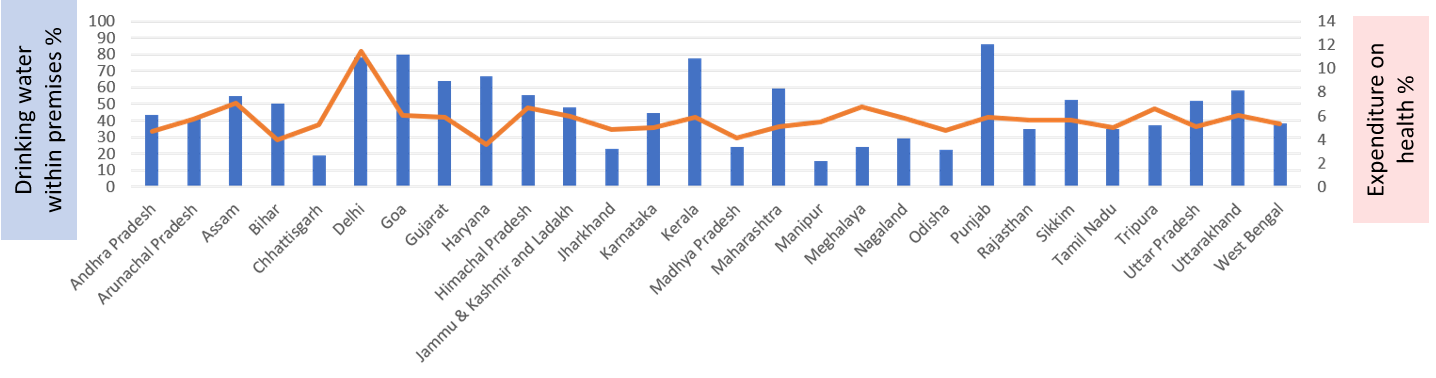 Drinking water
within premises %
100
90
80
70
60
50
40
30
20
10
0
14
12
10
8
6
4
2
0
Expenditure on
health %
Andhra Pradesh
Arunachal Pradesh
Assam
Bihar
Chhattisgarh
Delhi
Goa
Gujarat
Haryana
Himachal Pradesh
Jammu & Kashmir and Ladakh
Jharkhand
Karnataka
Kerala
Madhya Pradesh
Maharashtra
Manipur
Meghalaya
Nagaland
Odisha
Punjab
Rajasthan
Sikkim
Tamil Nadu
Tripura
Uttar Pradesh
Uttarakhand
West Bengal